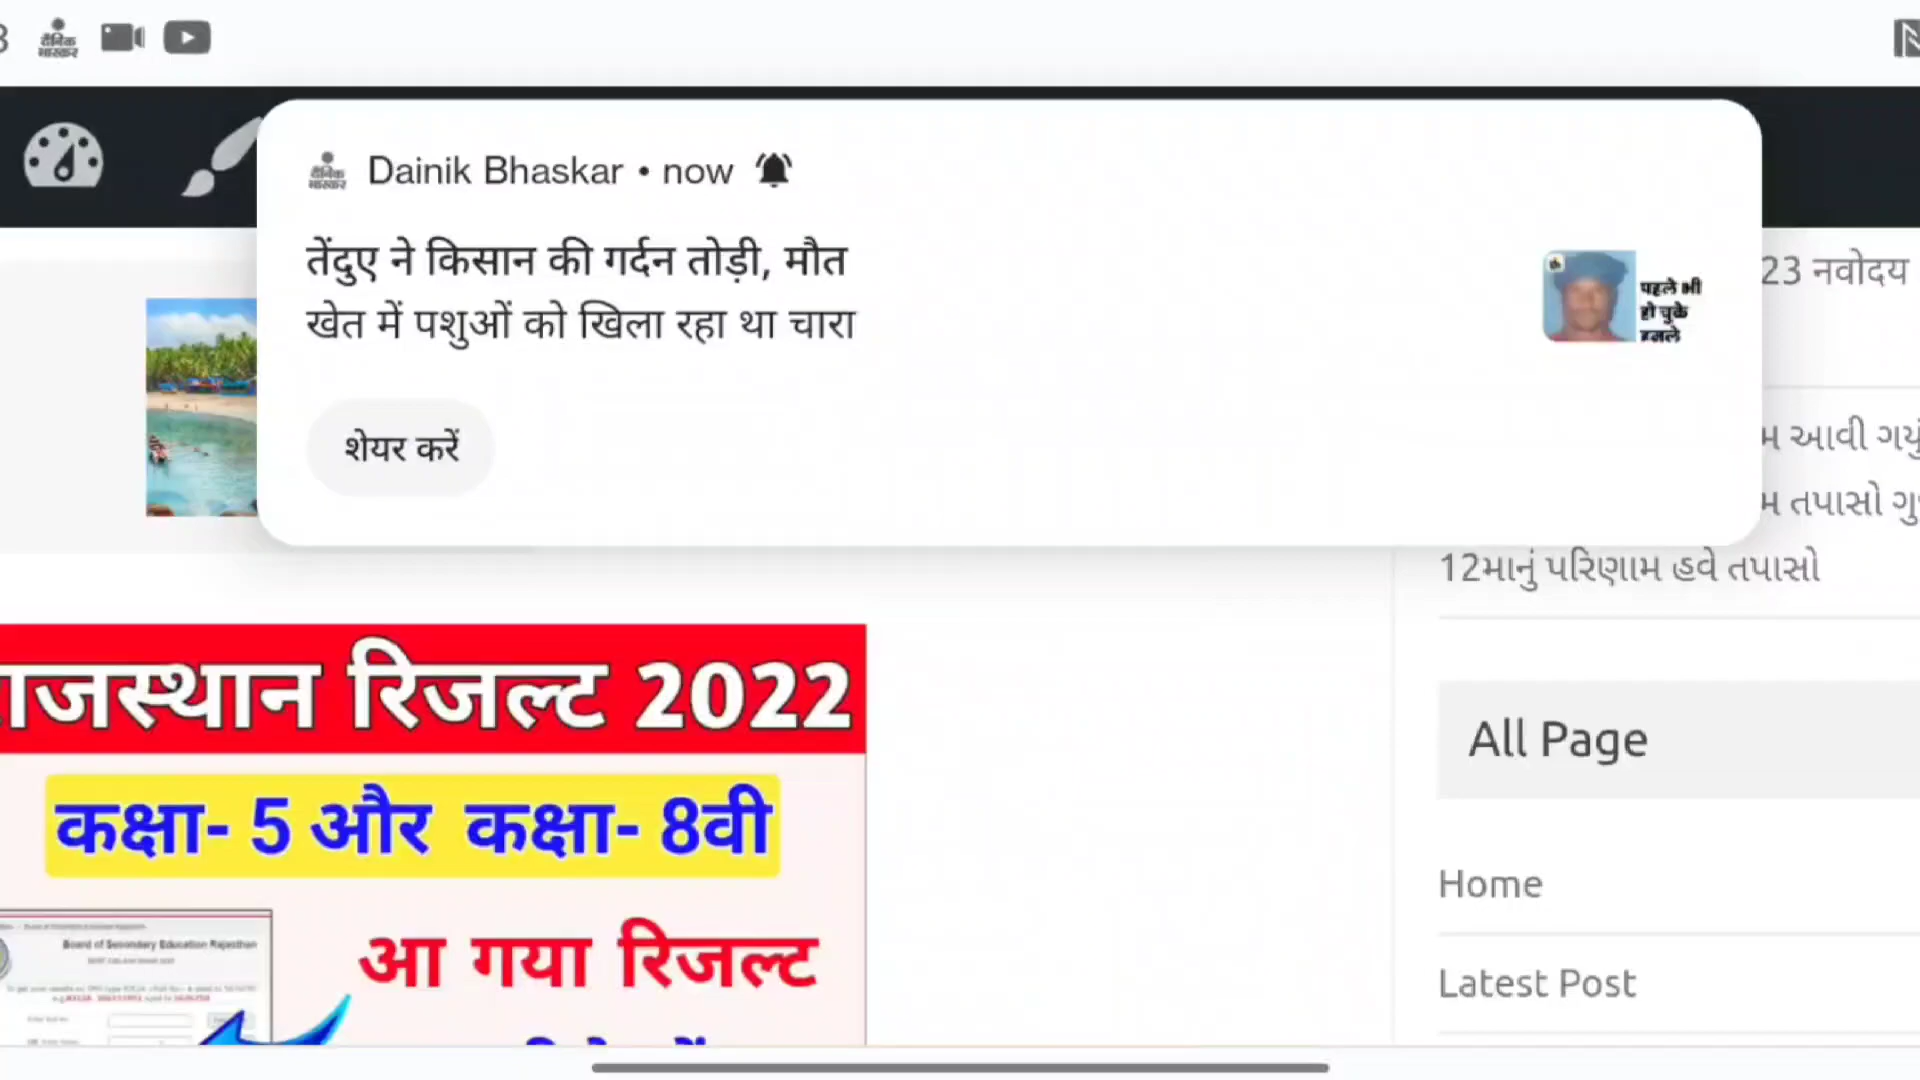 दैनिक
भास्कर
Dainik Bhaskar • now
तेंदुए ने किसान की गर्दन तोड़ी, मौत
खेत में पशुओं को खिला रहा था चारा
पहले भी
हो चुके
हमले
शेयर करें
23 नवोदय
આવી ગયું
તપાસો
12માનું પરિણામ હવે તપાસો
राजस्थान रिजल्ट 2022
कक्षा- 5 और कक्षा- 8वी
आ गया रिजल्ट
Board of Secondary Education Rajasthan
All Page
Home
Latest Post